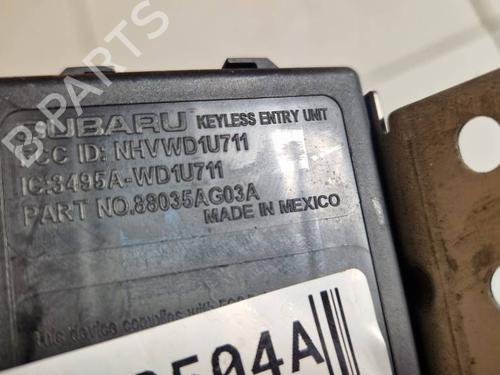 SUBARU KEYLESS ENTRY UNIT
FCC ID: NHVWD1U711
IC:3495A-WD1U711
PART NO.88035AG03A
MADE IN MEXICO
This device complies with
504A
B-PARTS